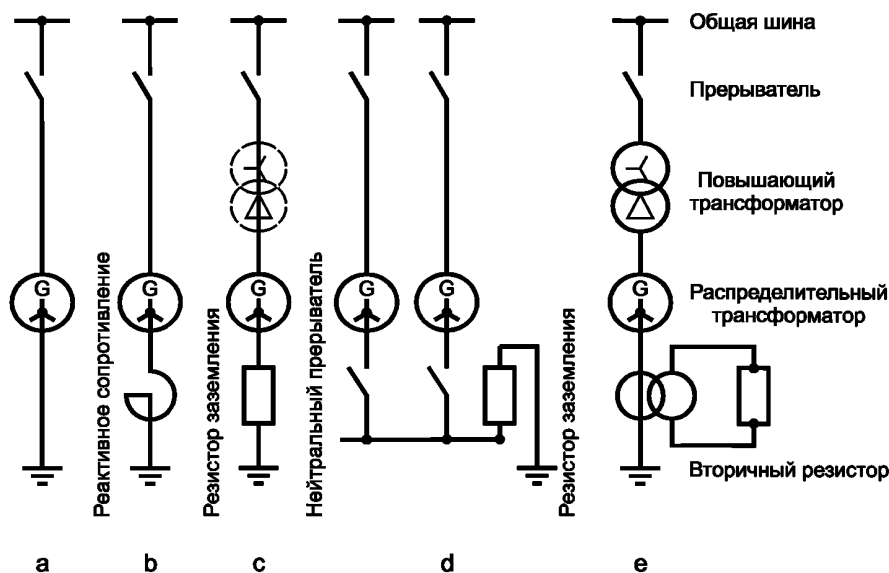 Общая шина
Прерыватель
Повышающий
трансформатор
G
G
G
G
G
G
Распределительный
трансформатор
Реактивное сопротивление
Резистор заземления
Нейтральный прерыватель
Резистор заземления
Вторичный резистор
a
b
c
d
e